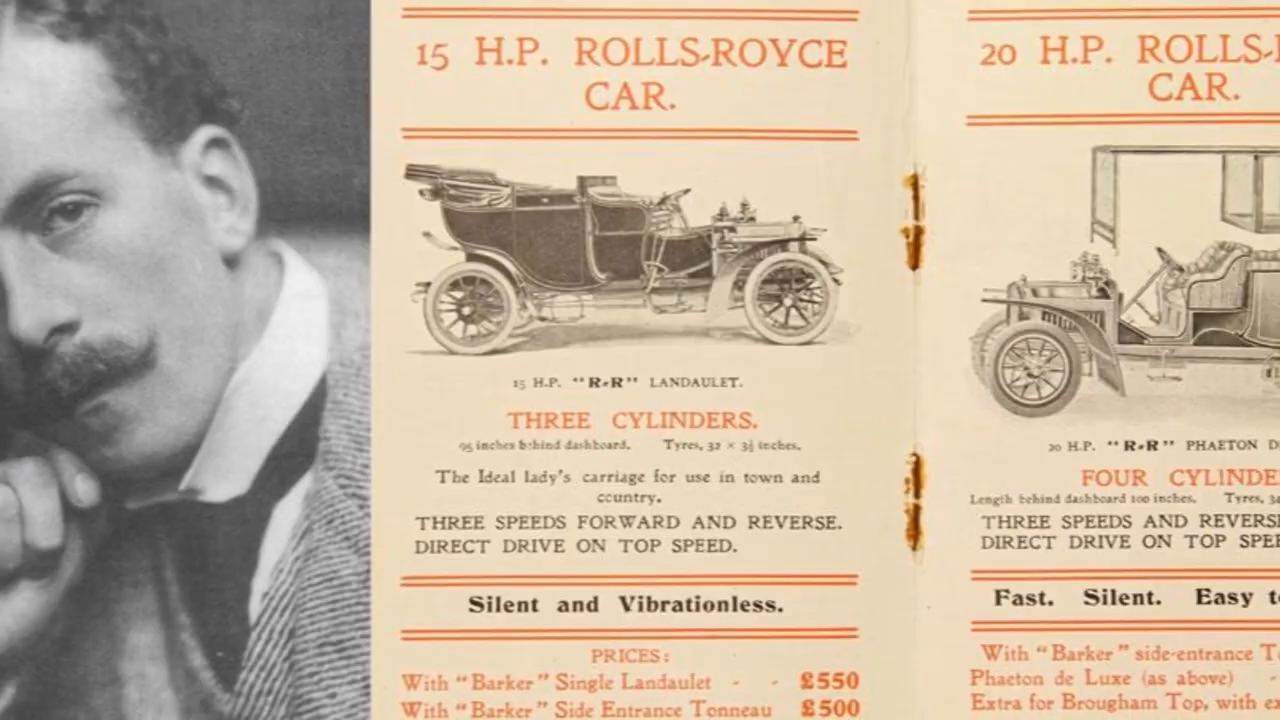 15 H.P. ROLLS-ROYCE
CAR.
15 H.P. "R-R" LANDAULET.
THREE CYLINDERS.
95 inches behind dashboard. Tyres, 32 × 3½ inches.
The Ideal lady's carriage for use in town and
country.
THREE SPEEDS FORWARD AND REVERSE.
DIRECT DRIVE ON TOP SPEED.
Silent and Vibrationless.
PRICES:
With "Barker" Single Landaulet - - £550
With "Barker" Side Entrance Tonneau £500
20 H.P. ROLLS-
CAR.
20 H.P. "R-R" PHAETON
FOUR
Length behind dashboard 100 inches. Tyres,
THREE SPEEDS AND
DIRECT DRIVE ON TOP
Fast. Silent. Easy
With "Barker" side-entrance
Phaeton de Luxe (as above) -
Extra for Brougham Top, with